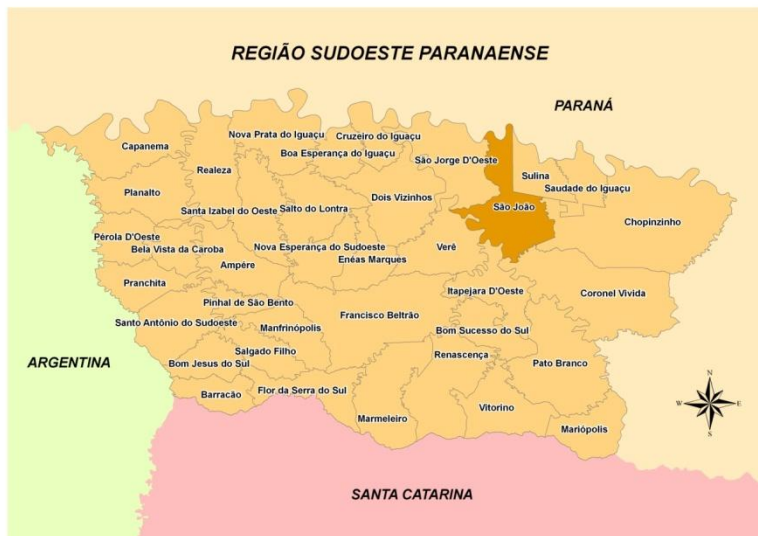 REGIÃO SUDOESTE PARANAENSE
PARANÁ
Nova Prata do Iguaçu
Cruzeiro do Iguaçu
Capanema
Boa Esperança do Iguaçu
São Jorge D'Oeste
Realeza
Sulina
Saudade do Iguaçu
Planalto
Dois Vizinhos
São João
Santa Izabel do Oeste
Salto do Lontra
Chopinzinho
Pérola D'Oeste
Bela Vista da Caroba
Nova Esperança do Sudoeste
Verê
Enéas Marques
Ampére
Pranchita
Itapejara D'Oeste
Coronel Vivida
Pinhal de São Bento
Francisco Beltrão
Santo Antônio do Sudoeste
Manfrinópolis
Bom Sucesso do Sul
Salgado Filho
Renascença
ARGENTINA
Bom Jesus do Sul
Pato Branco
Barracão
Flor da Serra do Sul
Vitorino
Marmeleiro
Mariópolis
N
W
E
S
SANTA CATARINA